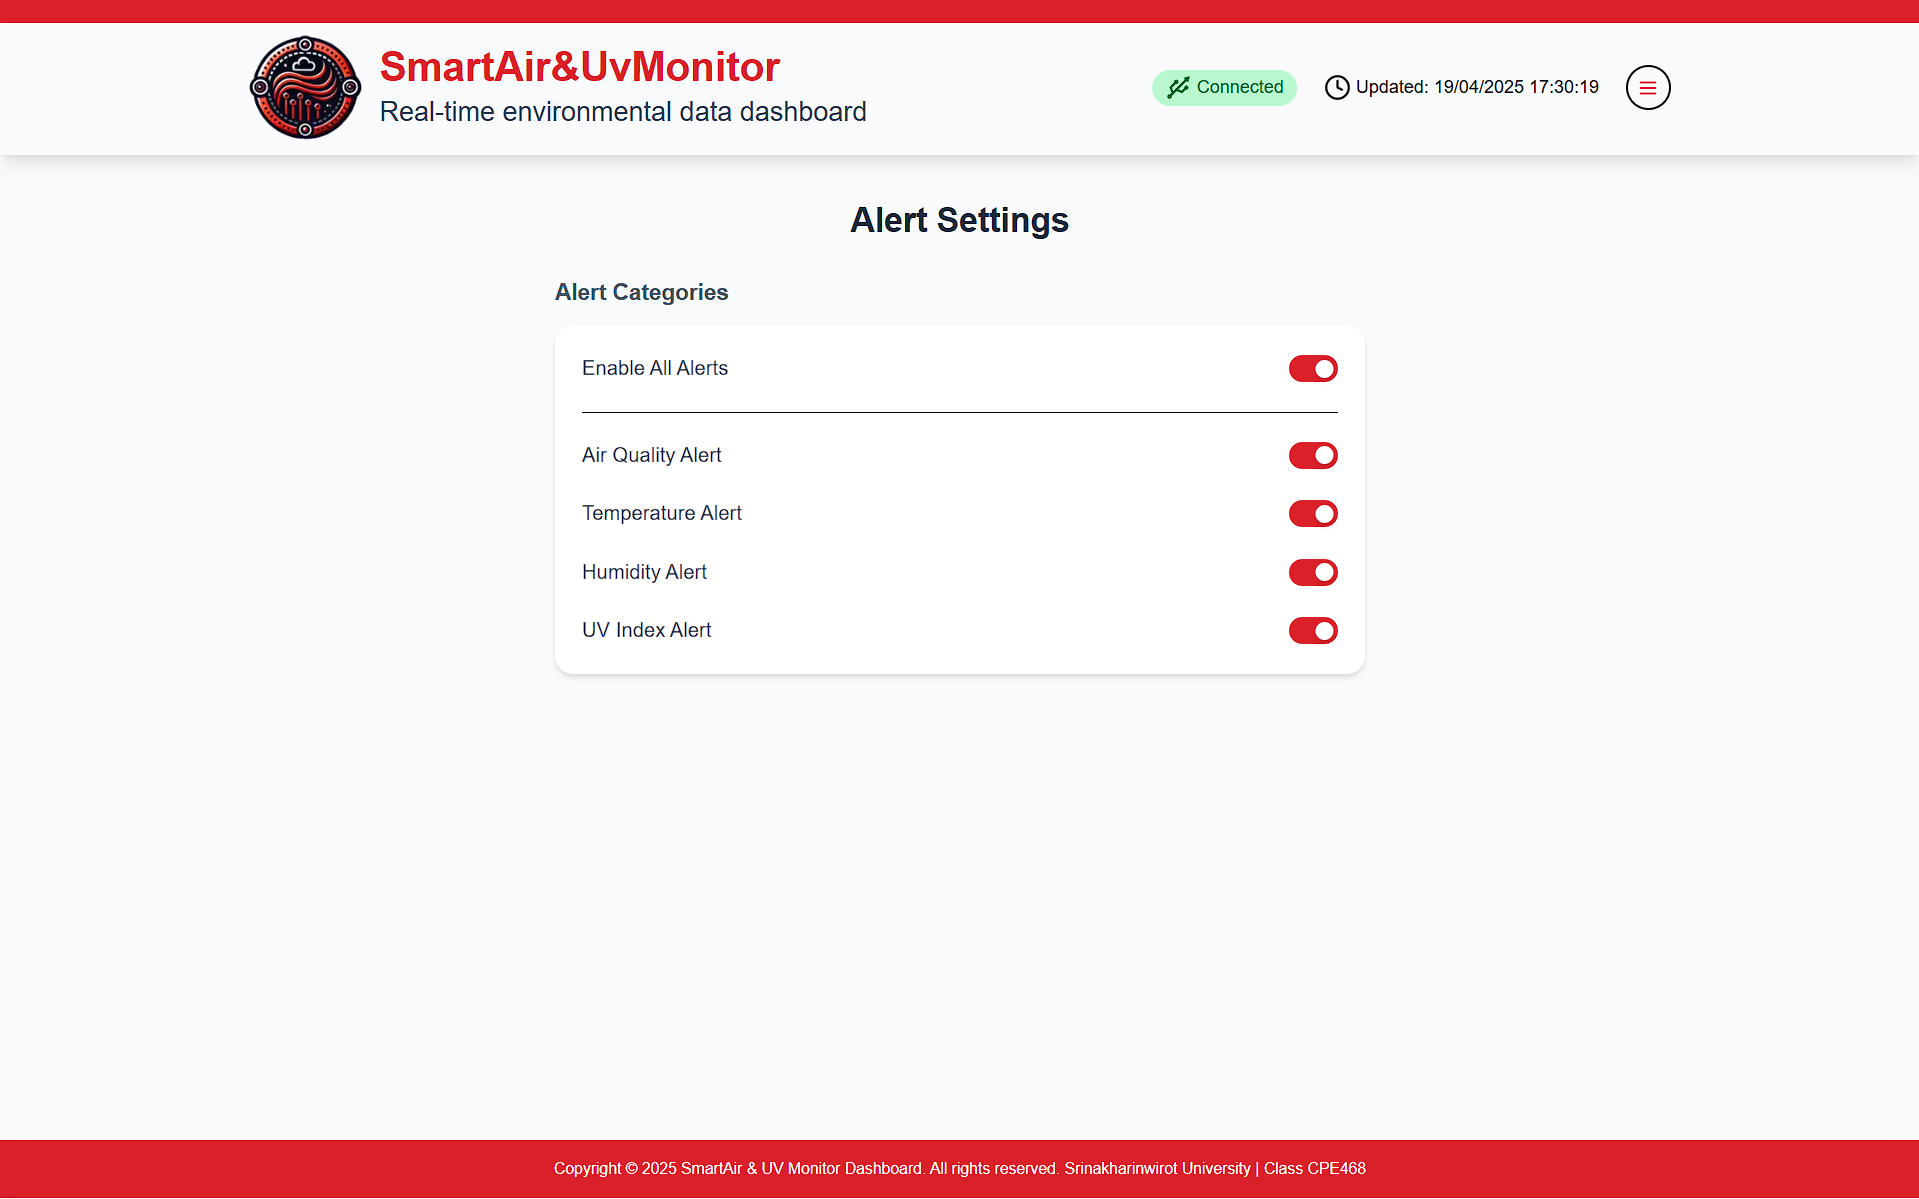 SmartAir&UvMonitor
Real-time environmental data dashboard
Connected
Updated: 19/04/2025 17:30:19
Alert Settings
Alert Categories
Enable All Alerts
Air Quality Alert
Temperature Alert
Humidity Alert
UV Index Alert
Copyright © 2025 SmartAir & UV Monitor Dashboard. All rights reserved. Srinakharinwirot University | Class CPE468